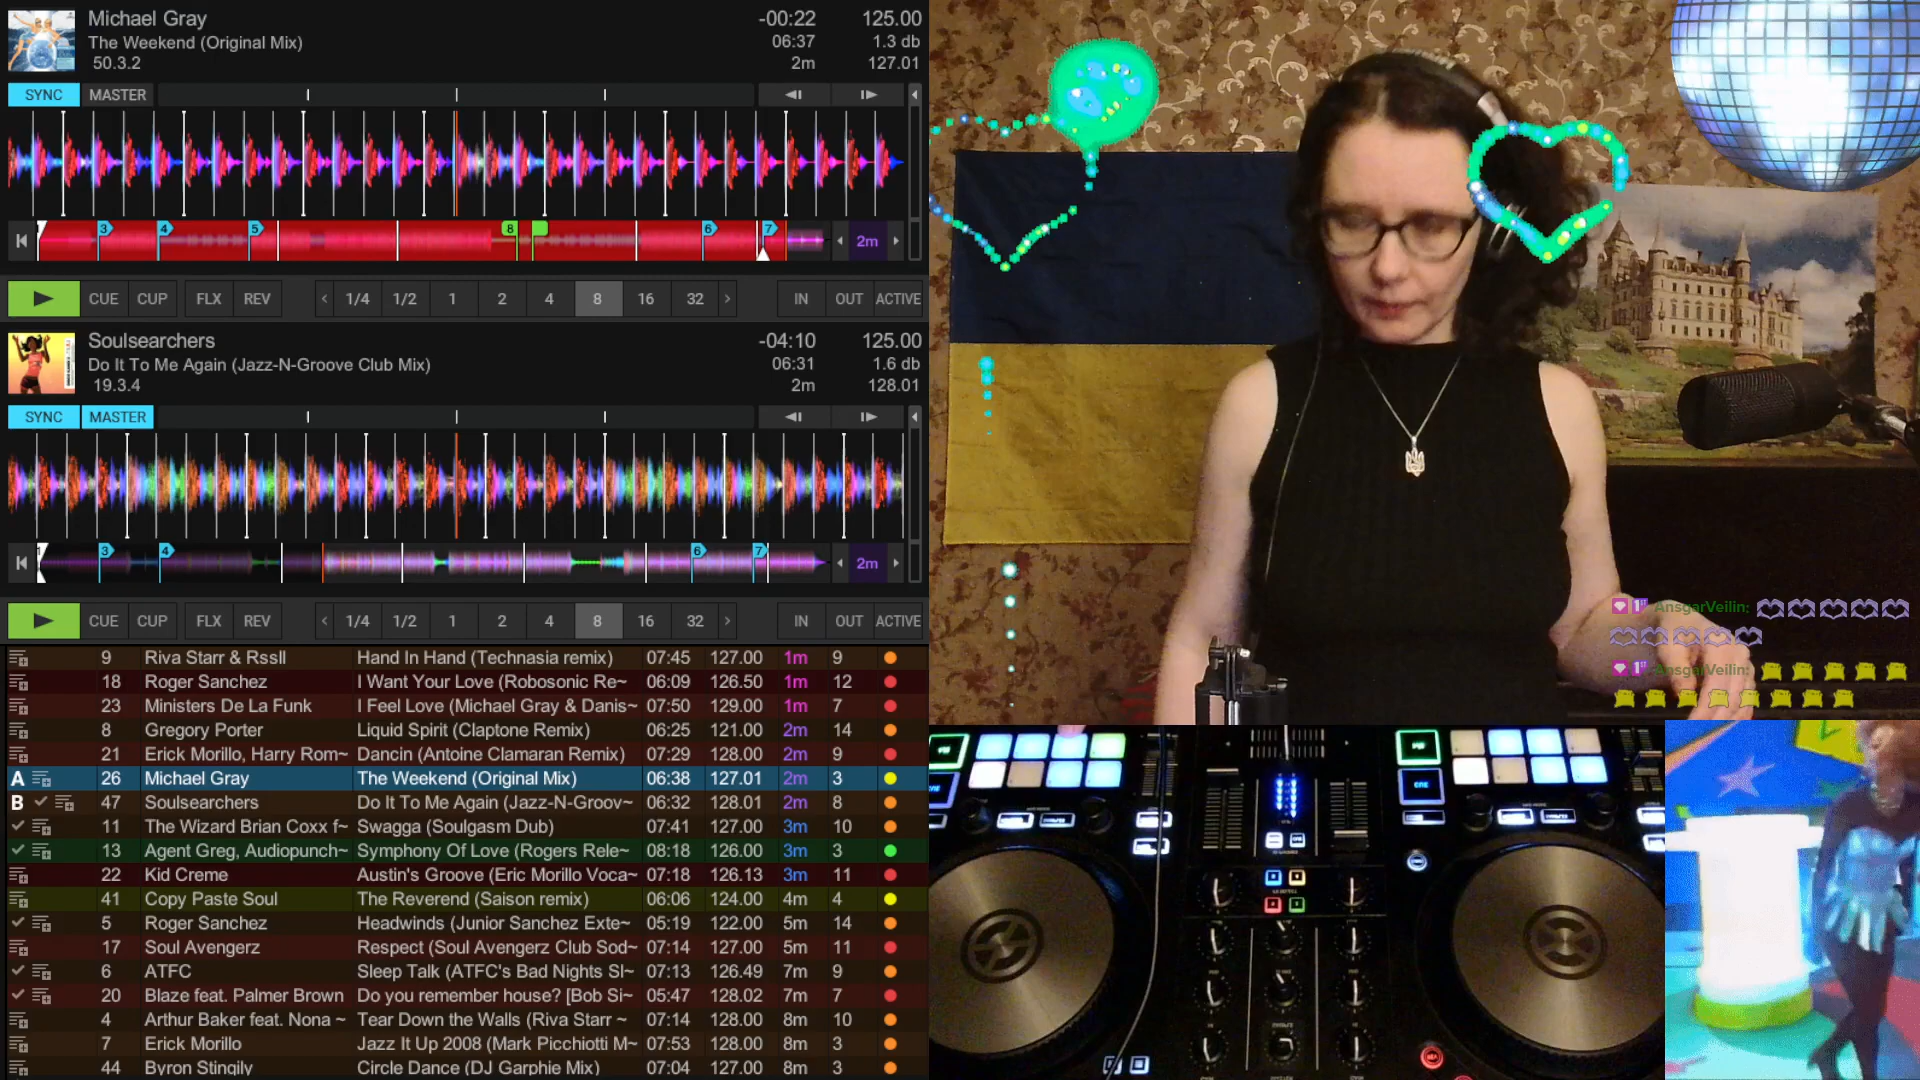 Michael Gray -00:22 125.00
The Weekend (Original Mix) 06:37 1.3 db
50.3.2 2m 127.01
SYNC MASTER
3 4 5 8 6 7 2m
CUE CUP FLX REV 1/4 1/2 1 2 4 8 16 32 IN OUT ACTIVE
Soulsearchers -04:10 125.00
Do It To Me Again (Jazz-N-Groove Club Mix) 06:31 1.6 db
19.3.4 2m 128.01
SYNC MASTER
1 3 4 6 7 2m
CUE CUP FLX REV 1/4 1/2 1 2 4 8 16 32 IN OUT ACTIVE
9 Riva Starr & Rssll Hand In Hand (Technasia remix) 07:45 127.00 1m 9
18 Roger Sanchez I Want Your Love (Robosonic Re~ 06:09 126.50 1m 12
23 Ministers De La Funk I Feel Love (Michael Gray & Danis~ 07:50 129.00 1m 7
8 Gregory Porter Liquid Spirit (Claptone Remix) 06:25 121.00 2m 14
21 Erick Morillo, Harry Rom~ Dancin (Antoine Clamaran Remix) 07:29 128.00 2m 9
A 26 Michael Gray The Weekend (Original Mix) 06:38 127.01 2m 3
B 47 Soulsearchers Do It To Me Again (Jazz-N-Groov~ 06:32 128.01 2m 8
11 The Wizard Brian Coxx f~ Swagga (Soulgasm Dub) 07:41 127.00 3m 10
13 Agent Greg, Audiopunch~ Symphony Of Love (Rogers Rele~ 08:18 126.00 3m 3
22 Kid Creme Austin's Groove (Eric Morillo Voca~ 07:18 126.13 3m 11
41 Copy Paste Soul The Reverend (Saison remix) 06:06 124.00 4m 4
5 Roger Sanchez Headwinds (Junior Sanchez Exte~ 05:19 122.00 5m 14
17 Soul Avengerz Respect (Soul Avengerz Club Sod~ 07:14 127.00 5m 11
6 ATFC Sleep Talk (ATFC's Bad Nights Sl~ 07:13 126.49 7m 9
20 Blaze feat. Palmer Brown Do you remember house? [Bob Si~ 05:47 128.02 7m 7
4 Arthur Baker feat. Nona ~ Tear Down the Walls (Riva Starr ~ 07:14 128.00 8m 10
7 Erick Morillo Jazz It Up 2008 (Mark Picchiotti M~ 07:53 128.00 8m 3
44 Byron Stingily Circle Dance (DJ Garphie Mix) 07:04 127.00 8m 3
AnsgarVeilin:
AnsgarVeilin:
CUE